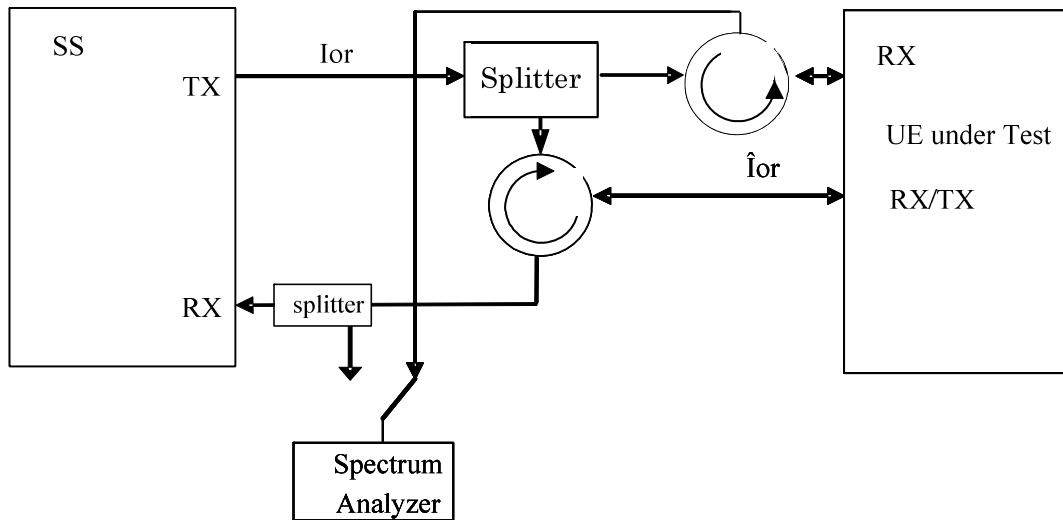 SS
TX
Ior
Splitter
RX
UE under Test
Îor
RX/TX
RX
splitter
Spectrum
Analyzer